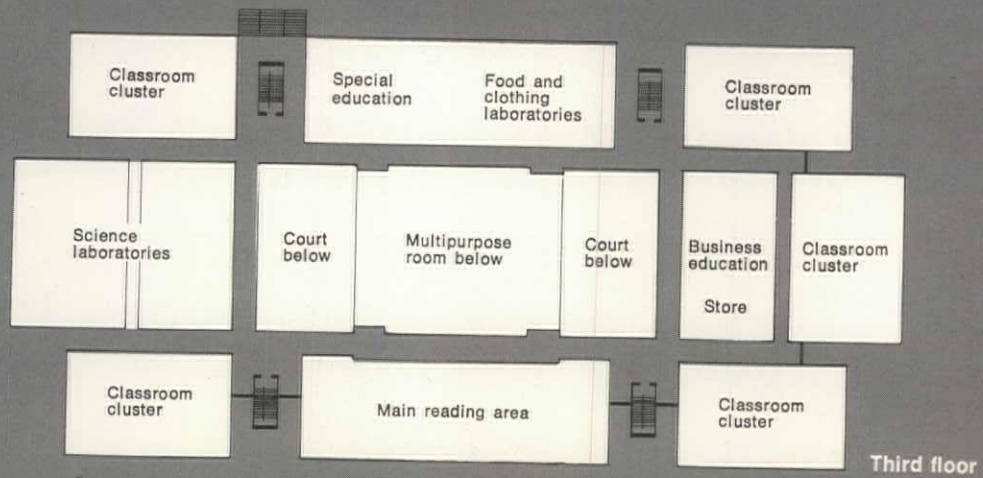 Classroom
cluster
Special
education
Food and
clothing
laboratories
Classroom
cluster
Science
laboratories
Court
below
Multipurpose
room below
Court
below
Business
education
Store
Classroom
cluster
Classroom
cluster
Main reading area
Classroom
cluster
Third floor